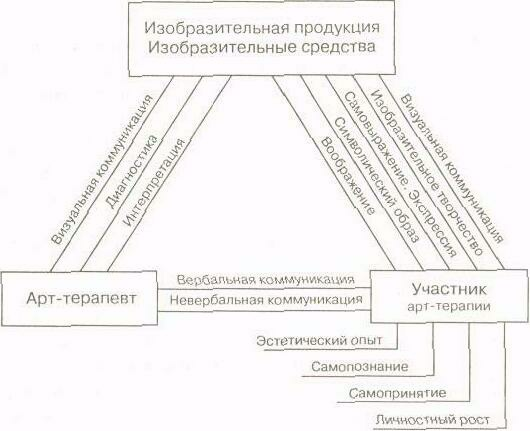 Изобразительная продукция
Изобразительные средства
Визуальная коммуникация
Диагностика
Интерпретация
Воображение
Символический образ
Самовыражение. Экспрессия
Изобразительное творчество
Визуальная коммуникация
Арт-терапевт
Вербальная коммуникация
Невербальная коммуникация
Участник
арт-терапии
Эстетический опыт
Самопознание
Самопринятие
Личностный рост